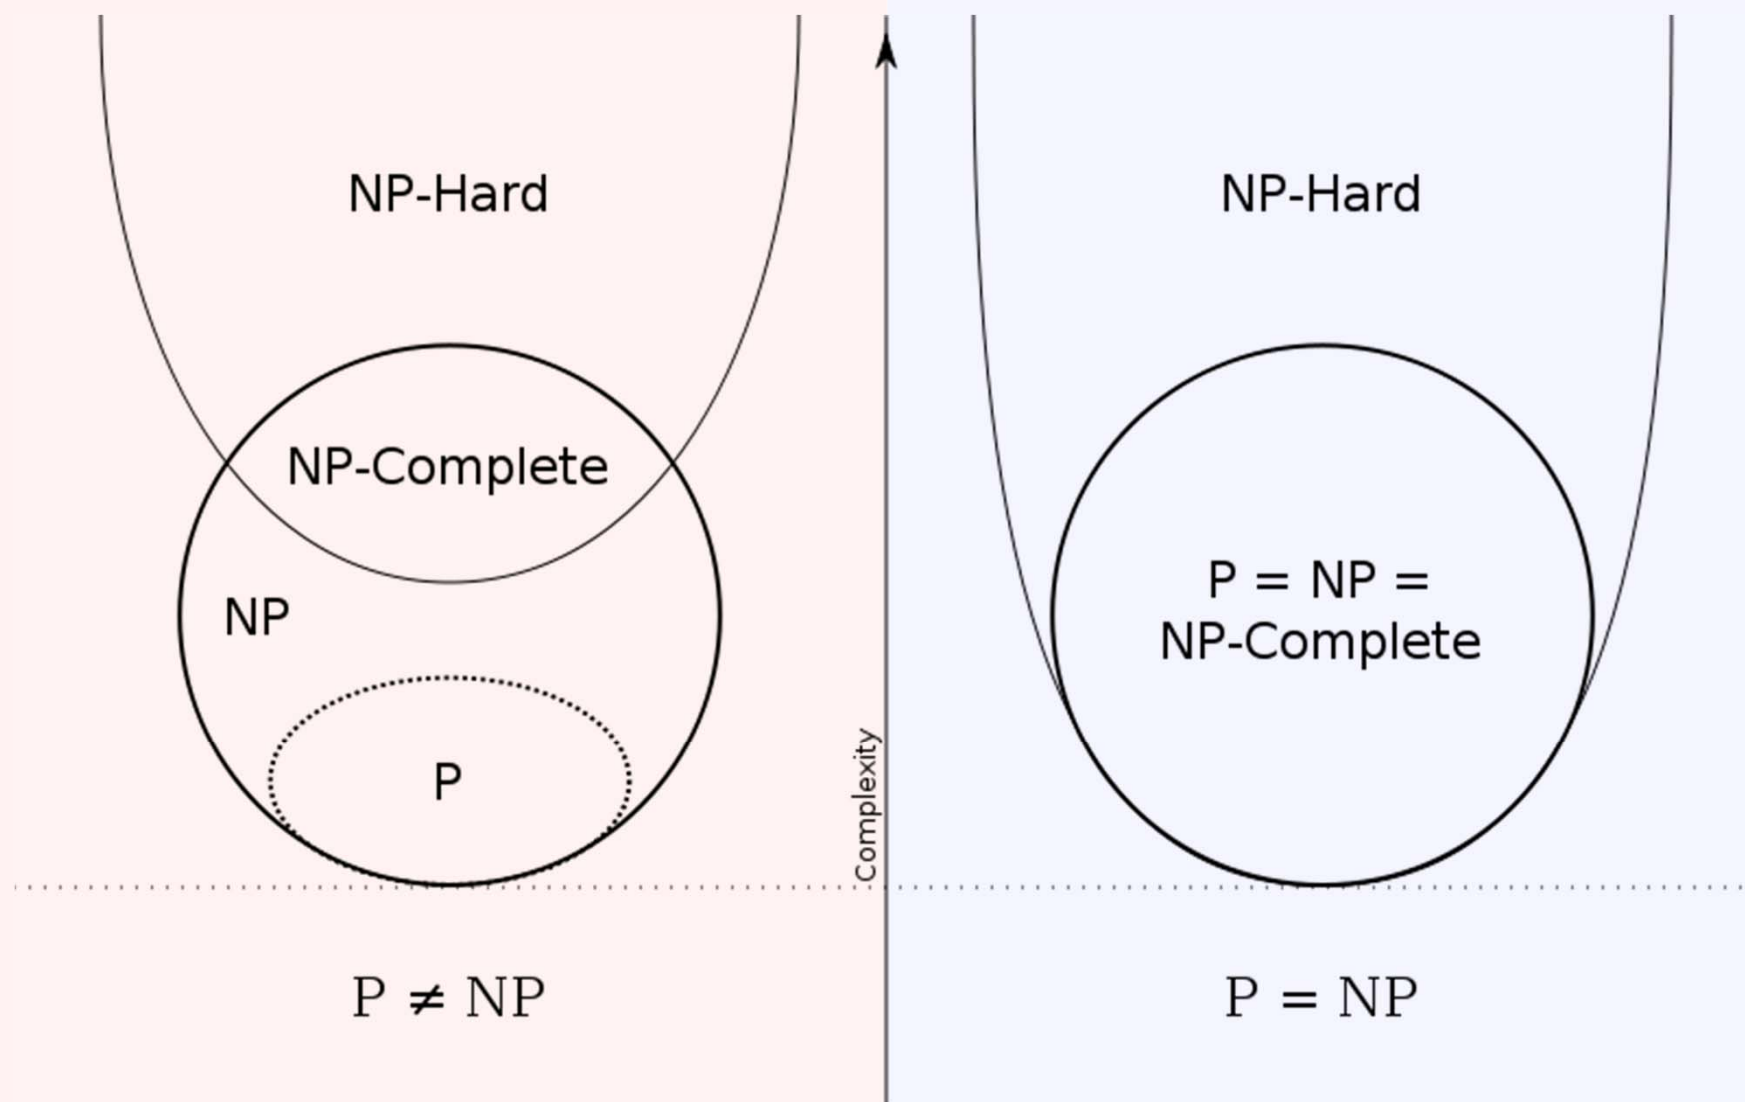 NP-Hard
NP-Complete
NP
P
P ≠ NP
Complexity
NP-Hard
P = NP =
NP-Complete
P = NP